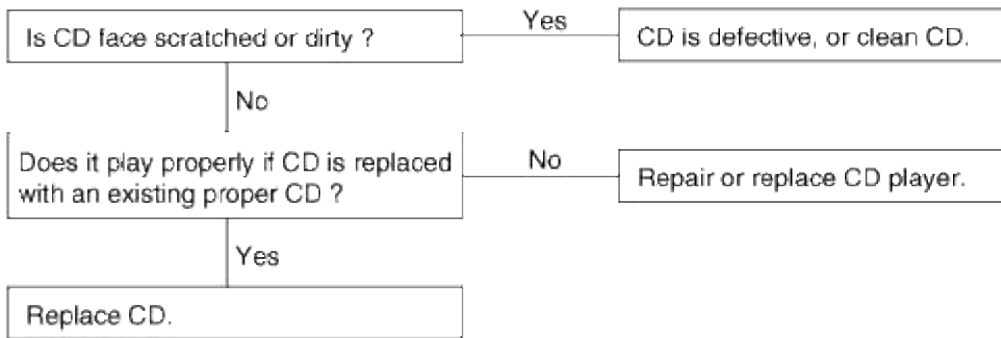 Is CD face scratched or dirty ?
Yes
CD is defective, or clean CD.
No
Does it play properly if CD is replaced
with an existing proper CD ?
No
Repair or replace CD player.
Yes
Replace CD.